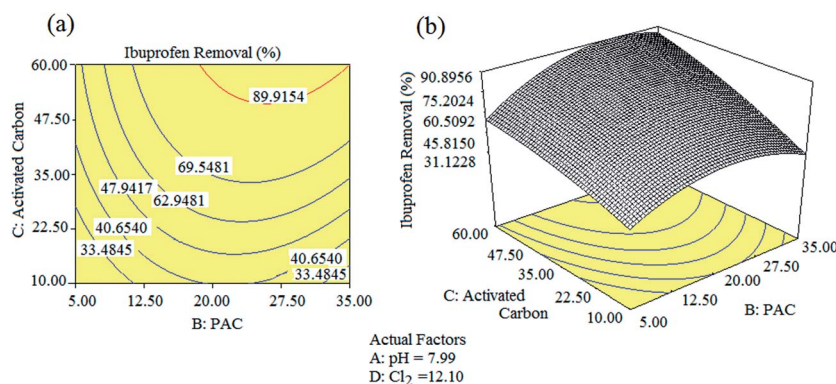 (a)
Ibuprofen Removal (%)
60.00
47.50
35.00
22.50
10.00
C: Activated Carbon
89.9154
69.5481
47.9417
62.9481
40.6540
33.4845
40.6540
33.4845
5.00 12.50 20.00 27.50 35.00
B: PAC
(b)
Ibuprofen Removal (%)
90.8956
75.2024
60.5092
45.8150
31.1228
60.00
47.50
35.00
22.50
10.00
C: Activated
Carbon
35.00
27.50
20.00
12.50
5.00
B: PAC
Actual Factors
A: pH = 7.99
D: Cl₂ =12.10